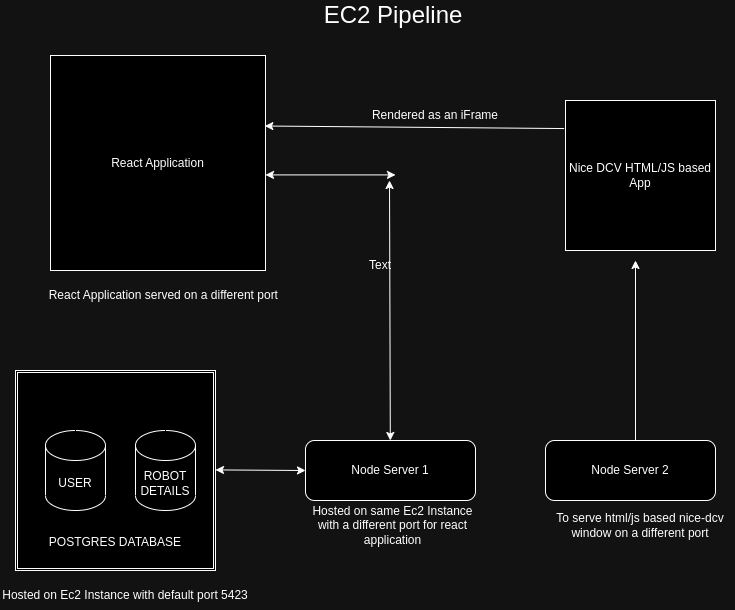 EC2 Pipeline
Rendered as an iFrame
React Application
Nice DCV HTML/JS based
App
Text
React Application served on a different port
USER
ROBOT
DETAILS
POSTGRES DATABASE
Node Server 1
Node Server 2
Hosted on same Ec2 Instance
with a different port for react
application
To serve html/js based nice-dcv
window on a different port
Hosted on Ec2 Instance with default port 5423